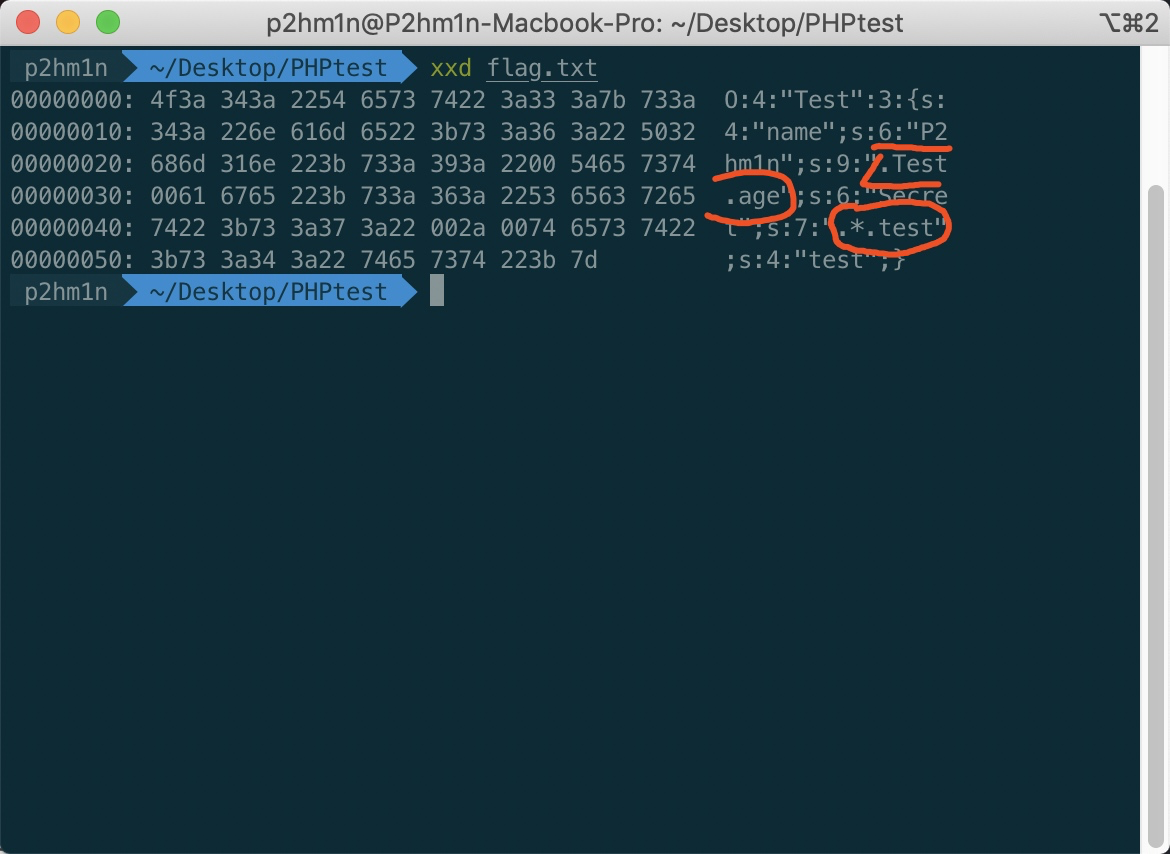 p2hm1n@P2hm1n-Macbook-Pro: ~/Desktop/PHPtest ⌥⌘2
p2hm1n ~/Desktop/PHPtest xxd flag.txt
00000000: 4f3a 343a 2254 6573 7422 3a33 3a7b 733a O:4:"Test":3:{s:
00000010: 343a 226e 616d 6522 3b73 3a36 3a22 5032 4:"name";s:6:"P2
00000020: 686d 316e 223b 733a 393a 2200 5465 7374 hm1n";s:9:".Test
00000030: 0061 6765 223b 733a 363a 2253 6563 7265 .age";s:6:"Secre
00000040: 7422 3b73 3a37 3a22 002a 0074 6573 7422 t";s:7:".*.test"
00000050: 3b73 3a34 3a22 7465 7374 223b 7d ;s:4:"test";}
p2hm1n ~/Desktop/PHPtest